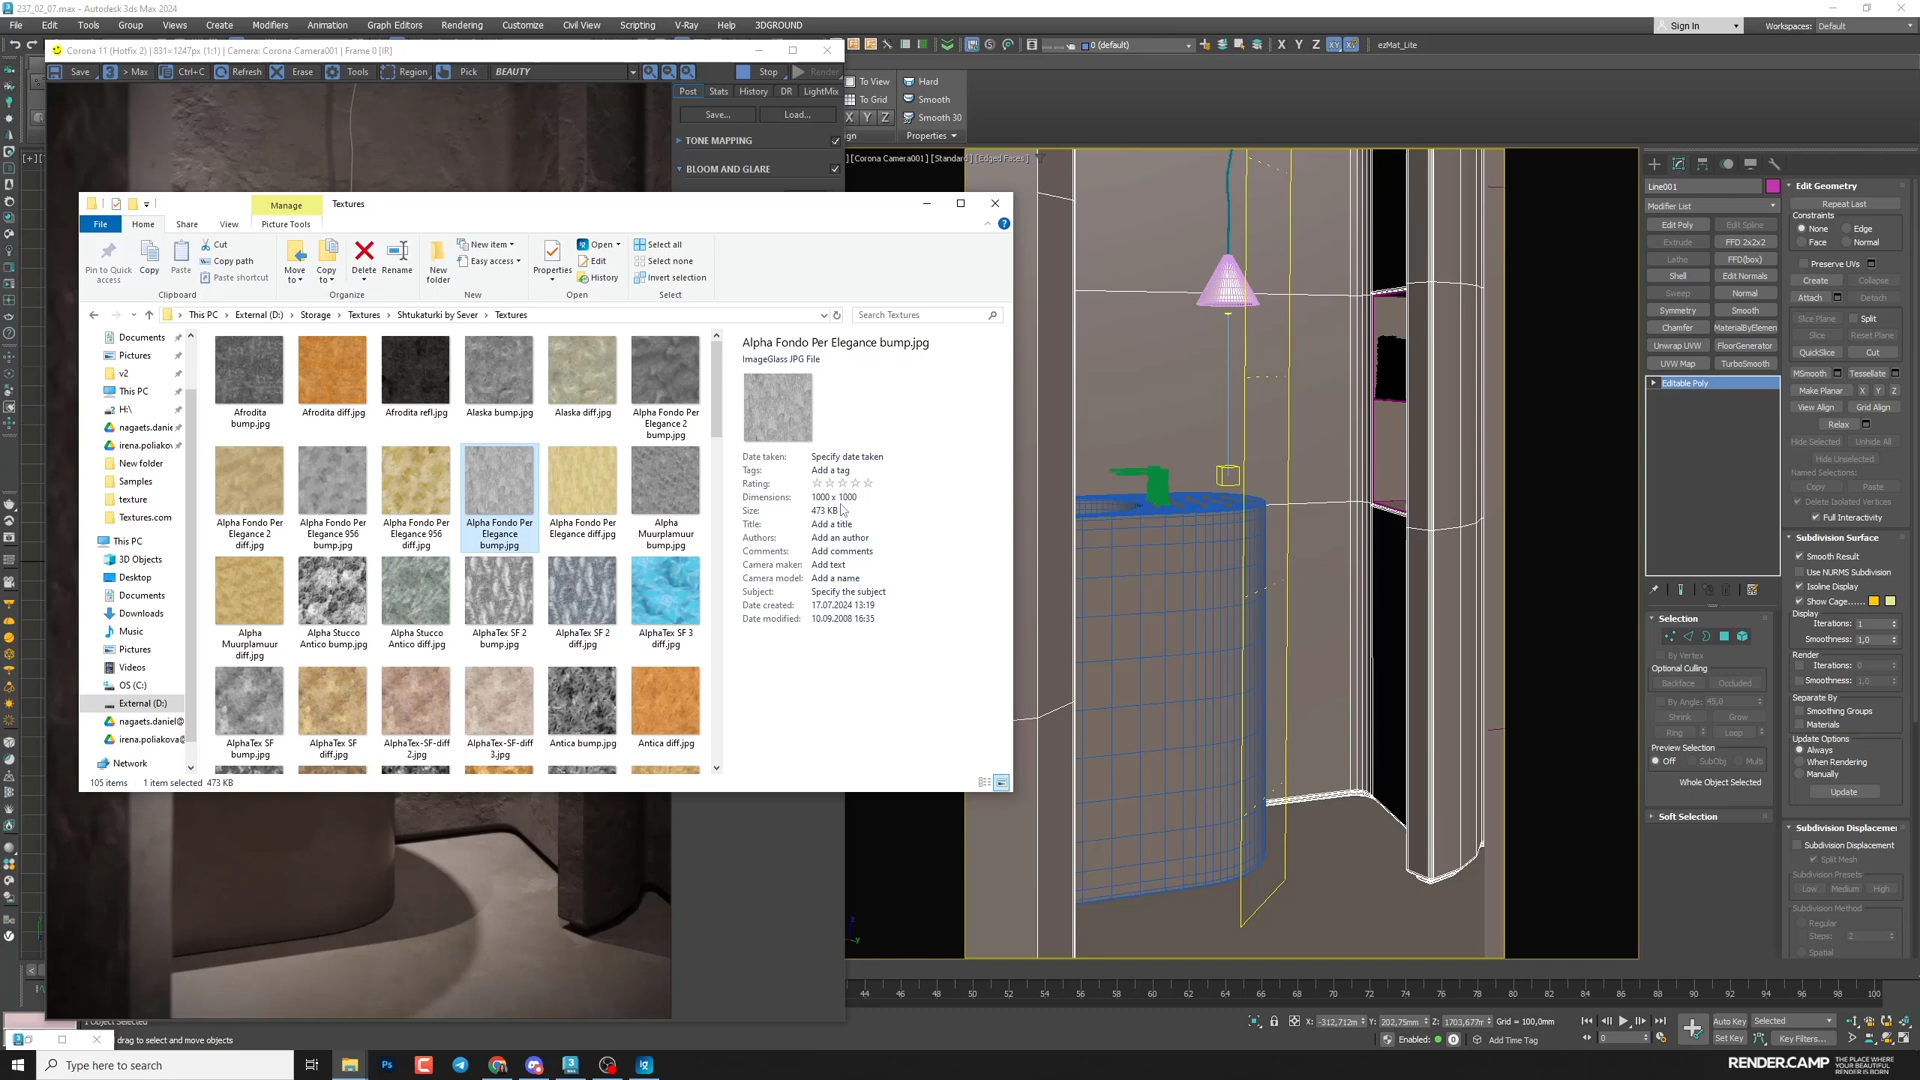 237_02_07.max - Autodesk 3ds Max 2024
File Edit Tools Group Views Create Modifiers Animation Graph Editors Rendering Customize Civil View Scripting V-Ray Help 3DGROUND
Sign In Workspaces: Default
Corona 11 (Hotfix 2) | 831×1247px (1:1) | Camera: Corona Camera001 | Frame 0 [IR]
0 (default) X Y Z XY ezMat_Lite
Save > Max Ctrl+C Refresh Erase Tools Region Pick BEAUTY Stop Render
To View Hard
Post Stats History DR LightMix
To Grid Smooth
Save... Load...
X Y Z Smooth 30
Properties
TONE MAPPING
BLOOM AND GLARE
[Corona Camera001] [Standard] [Edged Faces]
Manage Textures
File Home Share View Picture Tools
Pin to Quick access
Copy
Paste
Cut
Copy path
Paste shortcut
Clipboard
Move to
Copy to
Delete
Rename
Organize
New folder
New item
Easy access
New
Properties
Open
Edit
History
Open
Select all
Select none
Invert selection
Select
This PC > External (D:) > Storage > Textures > Shtukaturki by Sever > Textures
Search Textures
Documents
Pictures
v2
This PC
H:\
nagaets.danie
irena.poliakov
New folder
Samples
texture
Textures.com
This PC
3D Objects
Desktop
Documents
Downloads
Music
Pictures
Videos
OS (C:)
External (D:)
nagaets.daniel@
irena.poliakova@
Network
Afrodita bump.jpg
Afrodita diff.jpg
Afrodita refl.jpg
Alaska bump.jpg
Alaska diff.jpg
Alpha Fondo Per Elegance 2 bump.jpg
Alpha Fondo Per Elegance 2 diff.jpg
Alpha Fondo Per Elegance 956 bump.jpg
Alpha Fondo Per Elegance 956 diff.jpg
Alpha Fondo Per Elegance bump.jpg
Alpha Fondo Per Elegance diff.jpg
Alpha Muurplamuur bump.jpg
Alpha Muurplamuur diff.jpg
Alpha Stucco Antico bump.jpg
Alpha Stucco Antico diff.jpg
AlphaTex SF 2 bump.jpg
AlphaTex SF 2 diff.jpg
AlphaTex SF 3 diff.jpg
AlphaTex SF bump.jpg
AlphaTex SF diff.jpg
AlphaTex-SF-diff 2.jpg
AlphaTex-SF-diff 3.jpg
Antica bump.jpg
Antica diff.jpg
Alpha Fondo Per Elegance bump.jpg
ImageGlass JPG File
Date taken: Specify date taken
Tags: Add a tag
Rating:
Dimensions: 1000 x 1000
Size: 473 KB
Title: Add a title
Authors: Add an author
Comments: Add comments
Camera maker: Add text
Camera model: Add a name
Subject: Specify the subject
Date created: 17.07.2024 13:19
Date modified: 10.09.2008 16:35
105 items 1 item selected 473 KB
Line001
Modifier List
Edit Poly Edit Spline
Extrude FFD 2x2x2
Lathe FFD(box)
Shell Edit Normals
Sweep Normal
Symmetry Smooth
Chamfer MaterialByElemen
Unwrap UVW FloorGenerator
UVW Map TurboSmooth
Editable Poly
Selection
By Vertex
Optional Culling
Backface Occluded
By Angle: 45,0
Shrink Grow
Ring Loop
Preview Selection
Off SubObj Multi
Whole Object Selected
Soft Selection
Edit Geometry
Repeat Last
Constraints
None Edge
Face Normal
Preserve UVs
Create Collapse
Attach Detach
Slice Plane Split
Slice Reset Plane
QuickSlice Cut
MSmooth Tessellate
Make Planar X Y Z
View Align Grid Align
Relax
Hide Selected Unhide All
Hide Unselected
Named Selections:
Copy Paste
Delete Isolated Vertices
Full Interactivity
Subdivision Surface
Smooth Result
Use NURMS Subdivision
Isoline Display
Show Cage......
Display
Iterations: 1
Smoothness: 1,0
Render
Iterations: 0
Smoothness: 1,0
Separate By
Smoothing Groups
Materials
Update Options
Always
When Rendering
Manually
Update
Subdivision Displacemen
Subdivision Displacement
Split Mesh
Subdivision Presets
Low Medium High
Subdivision Method
Regular
Steps: 2
Spatial
44 46 48 50 52 54 56 58 60 62 64 66 68 70 72 74 76 78 80 82 84 86 88 90 92 94 96 98 100
1 Object Selected
drag to select and move objects
X: -312,712m Y: 202,75mm Z: 1703,677m Grid = 100,0mm
Enabled: 0 Add Time Tag
Auto Key Selected
Set Key Key Filters...
0
Type here to search
RENDER.CAMP THE PLACE WHERE YOUR BEAUTIFUL RENDER IS BORN